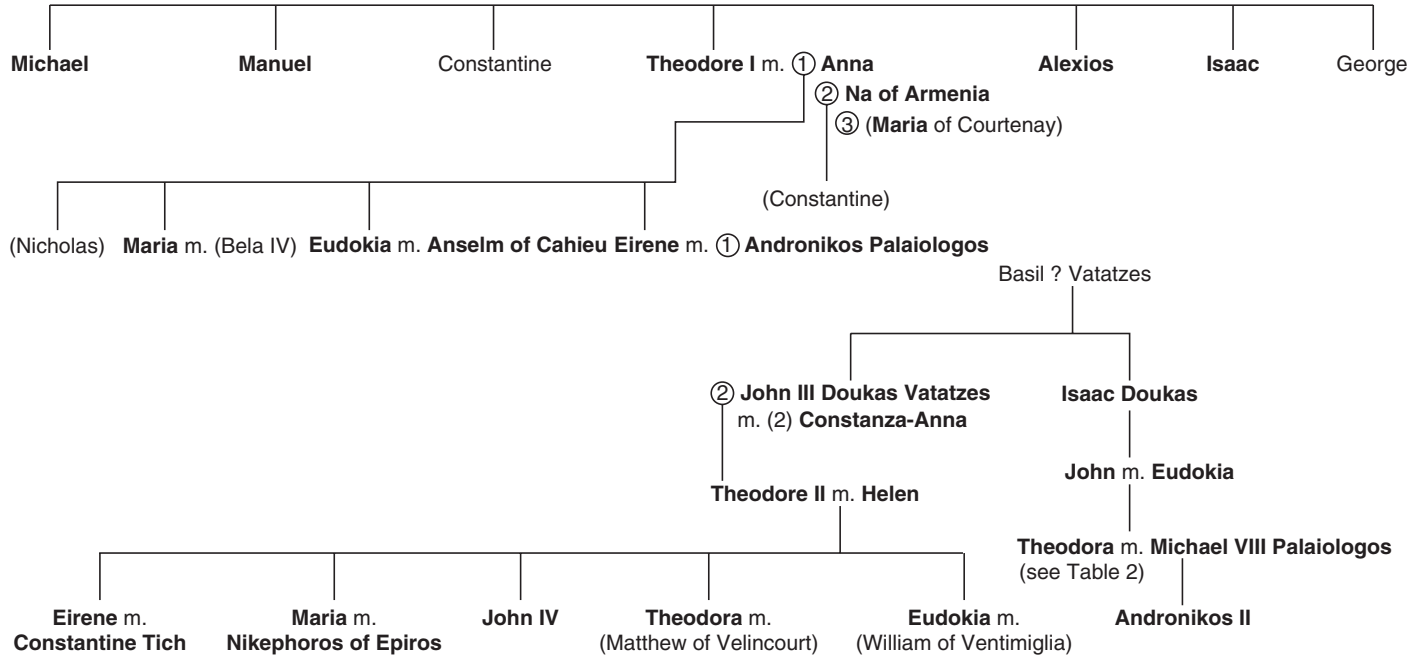 Michael Manuel Constantine Theodore I m. ① Anna Alexios Isaac George
② Na of Armenia
③ (Maria of Courtenay)
(Constantine)
(Nicholas) Maria m. (Bela IV) Eudokia m. Anselm of Cahieu Eirene m. ① Andronikos Palaiologos
Basil ? Vatatzes
② John III Doukas Vatatzes Isaac Doukas
m. (2) Constanza-Anna
John m. Eudokia
Theodore II m. Helen
Theodora m. Michael VIII Palaiologos
(see Table 2)
Eirene m. Maria m. John IV Theodora m. Eudokia m. Andronikos II
Constantine Tich Nikephoros of Epiros (Matthew of Velincourt) (William of Ventimiglia)